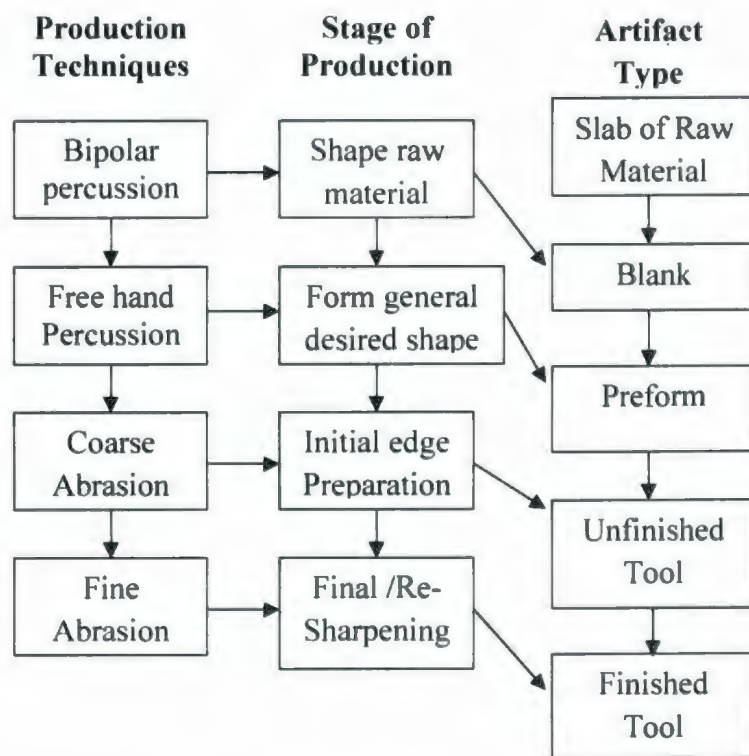 Production
Techniques
Stage of
Production
Artifact
Type
Bipolar
percussion
Shape raw
material
Slab of Raw
Material
Free hand
Percussion
Form general
desired shape
Blank
Coarse
Abrasion
Initial edge
Preparation
Preform
Fine
Abrasion
Final /Re-
Sharpening
Unfinished
Tool
Finished
Tool